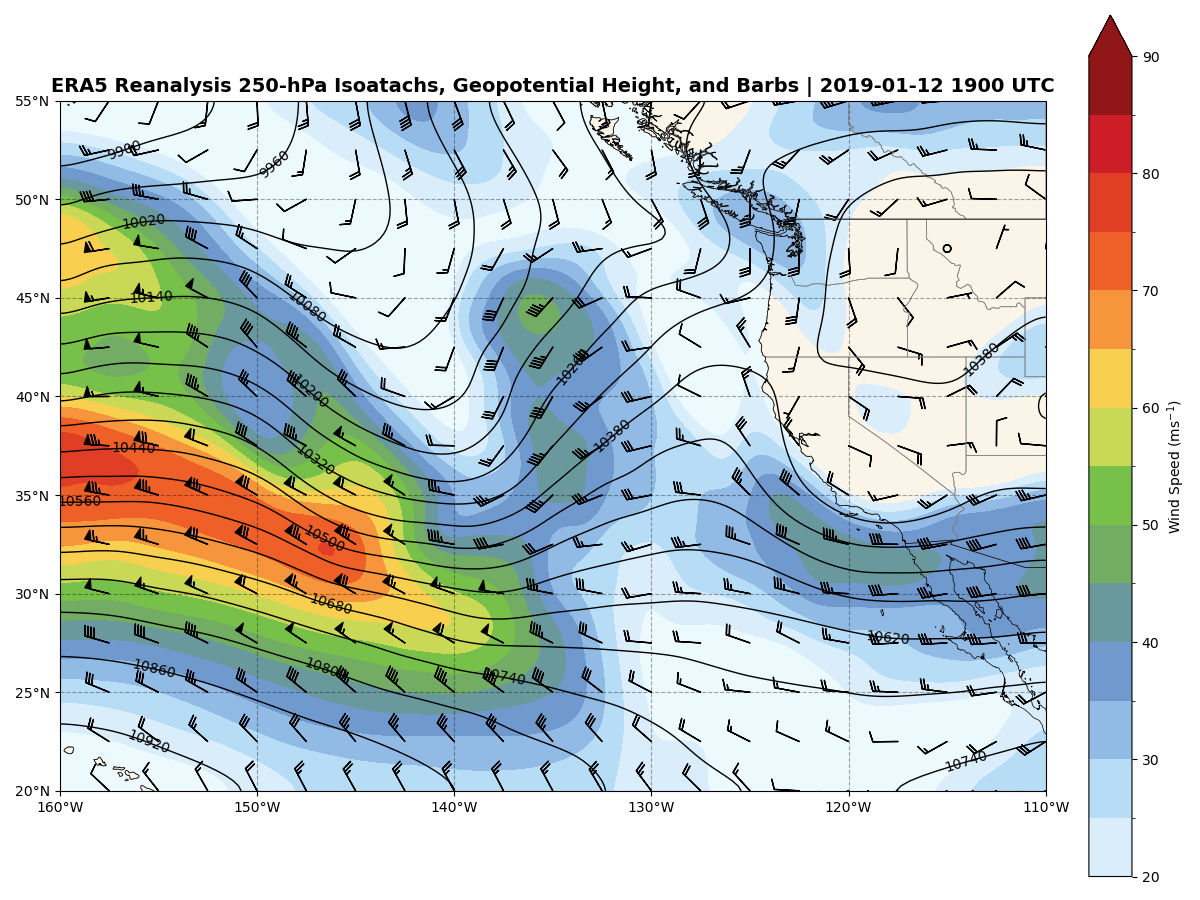 ERA5 Reanalysis 250-hPa Isoatachs, Geopotential Height, and Barbs | 2019-01-12 1900 UTC
55°N
50°N
45°N
40°N
35°N
30°N
25°N
20°N
160°W
150°W
140°W
130°W
120°W
110°W
9900
9960
10020
10140
10080
10200
10240
10380
10380
10320
10440
10560
10500
10680
10620
10860
10740
10920
10740
90
80
70
60
50
40
30
20
Wind Speed (ms⁻¹)